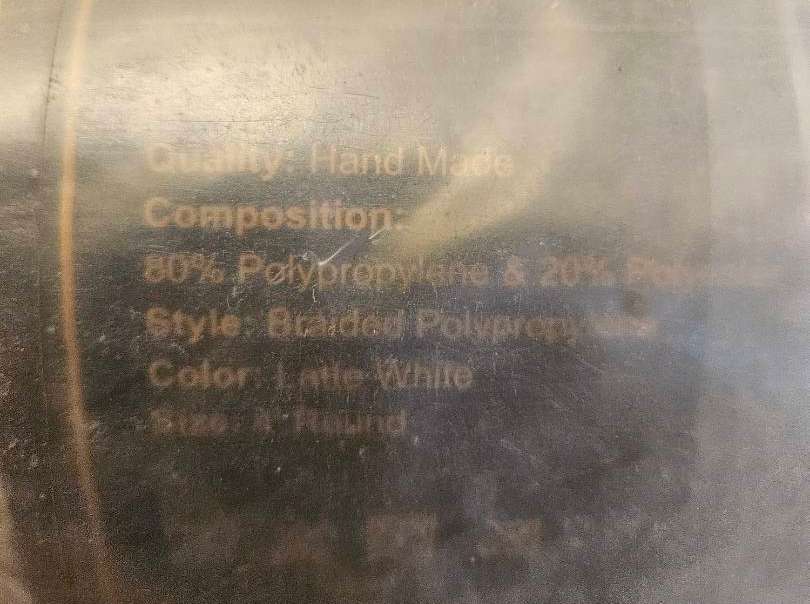 Quality: Hand Made
Composition:
80% Polypropylene & 20%
Style: Braided Polypropylene
Color: Latte White
Size: Round